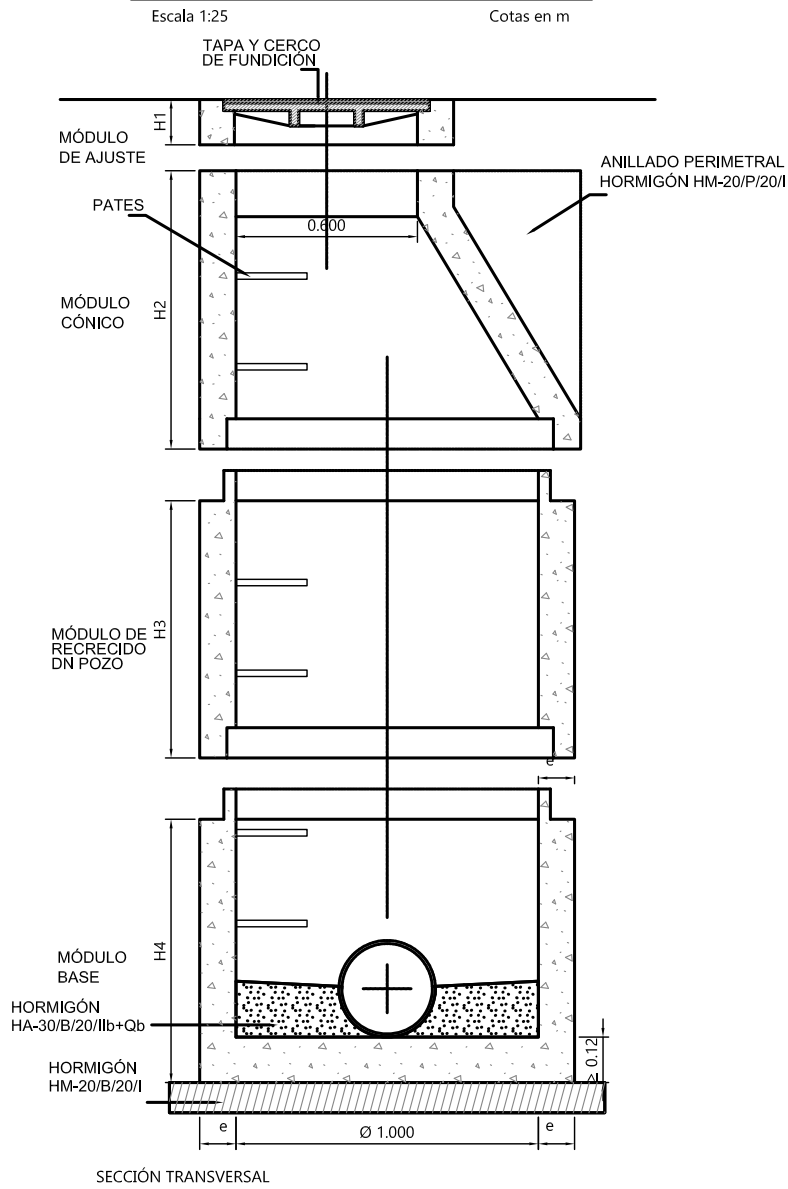 Escala 1:25
Cotas en m
TAPA Y CERCO
DE FUNDICIÓN
H1
MÓDULO
DE AJUSTE
ANILLADO PERIMETRAL
HORMIGÓN HM-20/P/20/I
PATES
0.600
H2
MÓDULO
CÓNICO
H3
MÓDULO DE
RECRECIDO
DN POZO
e
H4
MÓDULO
BASE
HORMIGÓN
HA-30/B/20/IIb+Qb
≥ 0.12
HORMIGÓN
HM-20/B/20/I
e
Ø 1.000
e
SECCIÓN TRANSVERSAL